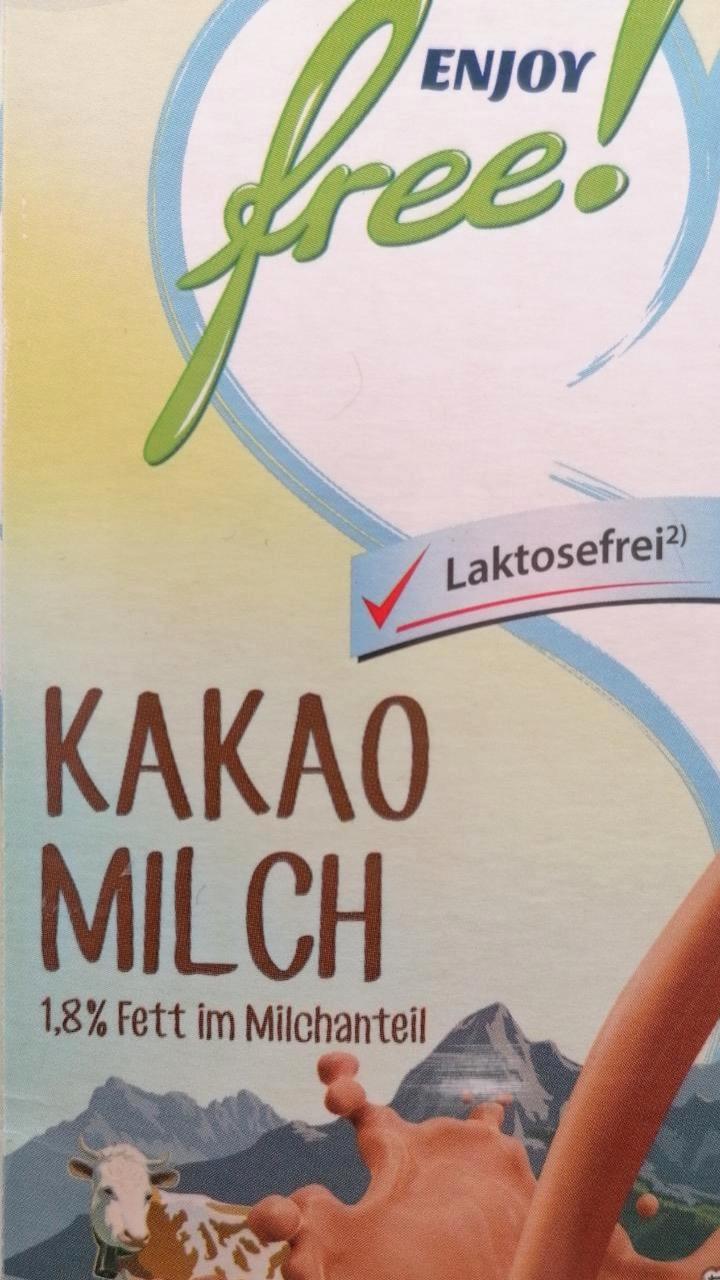 ENJOY
free!
Laktosefrei²⁾
KAKAO
MILCH
1,8% Fett im Milchanteil